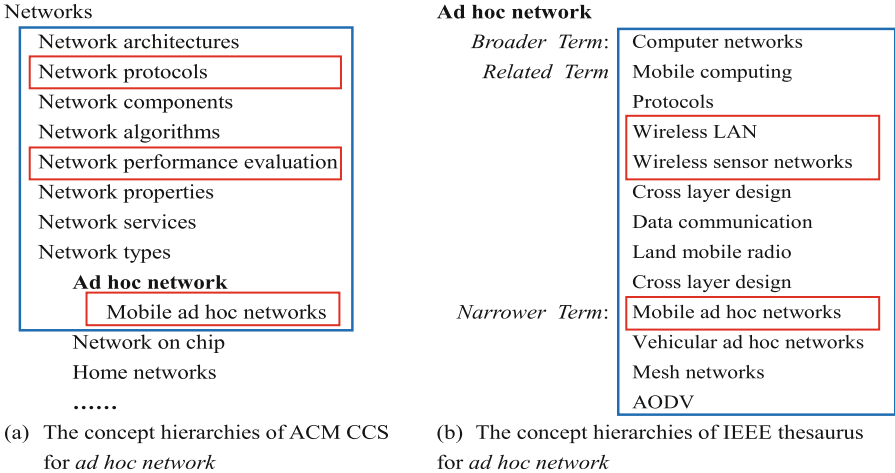 Networks
Network architectures
Network protocols
Network components
Network algorithms
Network performance evaluation
Network properties
Network services
Network types
Ad hoc network
Mobile ad hoc networks
Network on chip
Home networks
......
(a) The concept hierarchies of ACM CCS
for ad hoc network
Ad hoc network
Broader Term: Computer networks
Related Term Mobile computing
Protocols
Wireless LAN
Wireless sensor networks
Cross layer design
Data communication
Land mobile radio
Cross layer design
Narrower Term: Mobile ad hoc networks
Vehicular ad hoc networks
Mesh networks
AODV
(b) The concept hierarchies of IEEE thesaurus
for ad hoc network